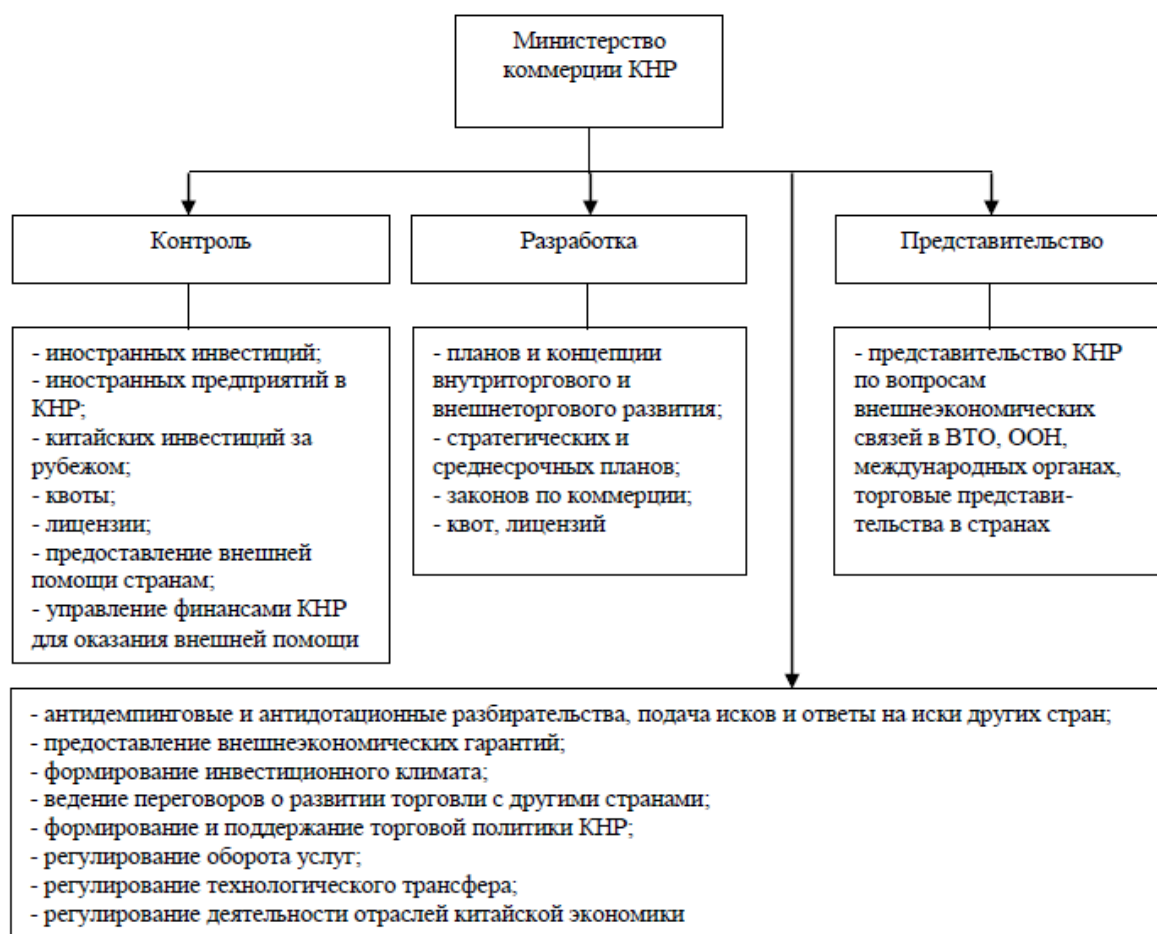 Министерство
коммерции КНР
Контроль
Разработка
Представительство
- иностранных инвестиций;
- иностранных предприятий в
КНР;
- китайских инвестиций за
рубежом;
- квоты;
- лицензии;
- предоставление внешней
помощи странам;
- управление финансами КНР
для оказания внешней помощи
- планов и концепции
внутриторгового и
внешнеторгового развития;
- стратегических и
среднесрочных планов;
- законов по коммерции;
- квот, лицензий
- представительство КНР
по вопросам
внешнеэкономических
связей в ВТО, ООН,
международных органах,
торговые представи-
тельства в странах
- антидемпинговые и антидотационные разбирательства, подача исков и ответы на иски других стран;
- предоставление внешнеэкономических гарантий;
- формирование инвестиционного климата;
- ведение переговоров о развитии торговли с другими странами;
- формирование и поддержание торговой политики КНР;
- регулирование оборота услуг;
- регулирование технологического трансфера;
- регулирование деятельности отраслей китайской экономики